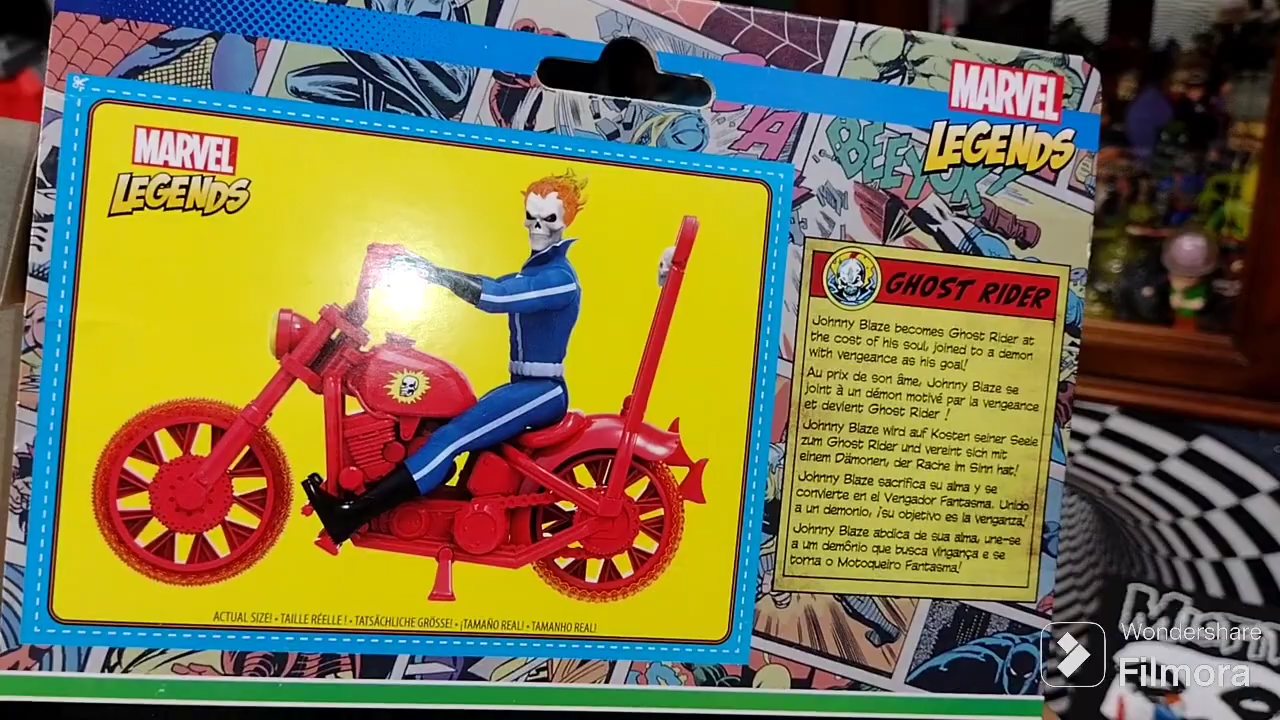 MARVEL
LEGENDS
MARVEL
LEGENDS
BEEYOK!
GHOST RIDER
Johnny Blaze becomes Ghost Rider at
the cost of his soul, joined to a demon
with vengeance as his goal!
Au prix de son âme, Johnny Blaze se
joint à un démon motivé par la vengeance
et devient Ghost Rider !
Johnny Blaze wird auf Kosten seiner Seele
zum Ghost Rider und vereint sich mit
einem Dämonen, der Rache im Sinn hat!
Johnny Blaze sacrifica su alma y se
convierte en el Vengador Fantasma. Unido
a un demonio, ¡su objetivo es la venganza!
Johnny Blaze abdica de sua alma, une-se
a um demônio que busca vingança e se
torna o Motoqueiro Fantasma!
ACTUAL SIZE! • TAILLE RÉELLE ! • TATSÄCHLICHE GRÖSSE! • ¡TAMAÑO REAL! • TAMANHO REAL!
Wondershare
Filmora